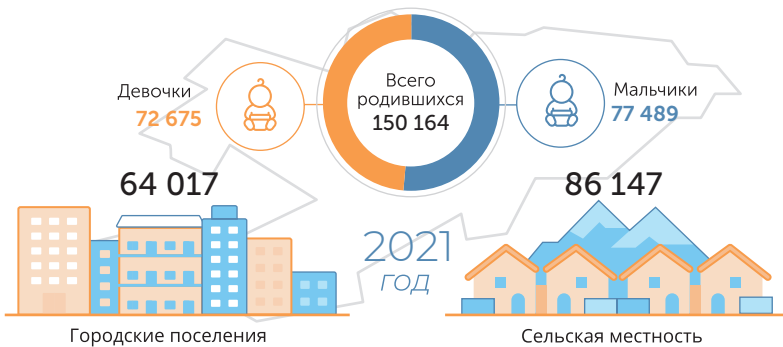 Всего
родившихся
150 164
Девочки
72 675
Мальчики
77 489
64 017
86 147
2021
ГОД
Городские поселения
Сельская местность